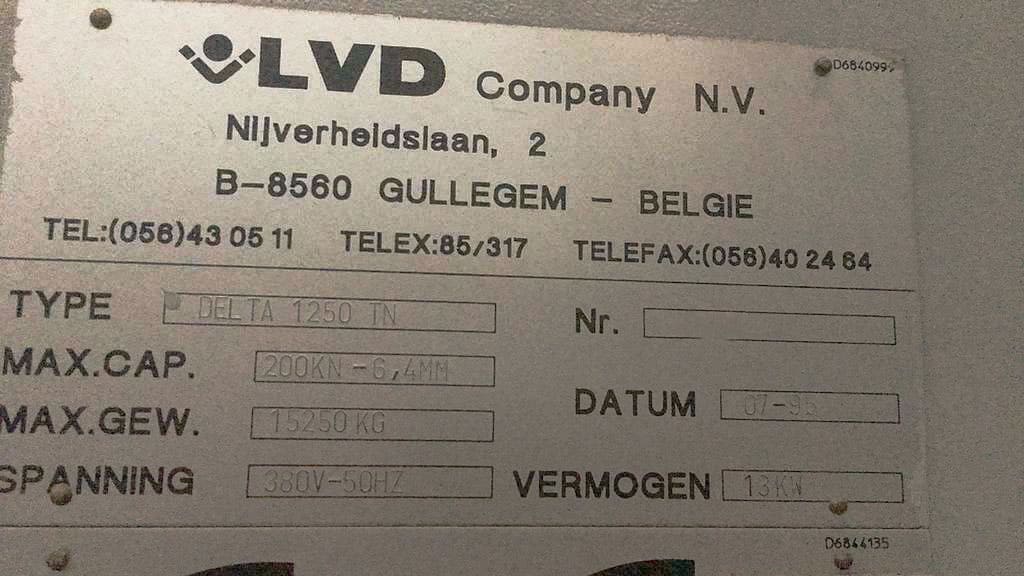 LVD Company N.V.
D684099
Nijverheidslaan, 2
B-8560 GULLEGEM - BELGIE
TEL:(056)43 05 11 TELEX:85/317 TELEFAX:(056)40 24 64
TYPE DELTA 1250 TN Nr.
MAX.CAP. 200KN-6,4MM
MAX.GEW. 15250KG DATUM
SPANNING 380V-50HZ VERMOGEN 13KW
D6844135